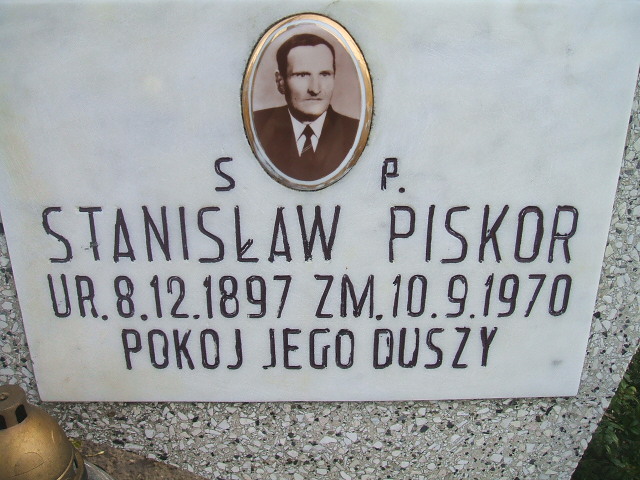 S P.
STANISŁAW PISKOR
UR. 8.12.1897 ZM. 10.9.1970
POKOJ JEGO DUSZY